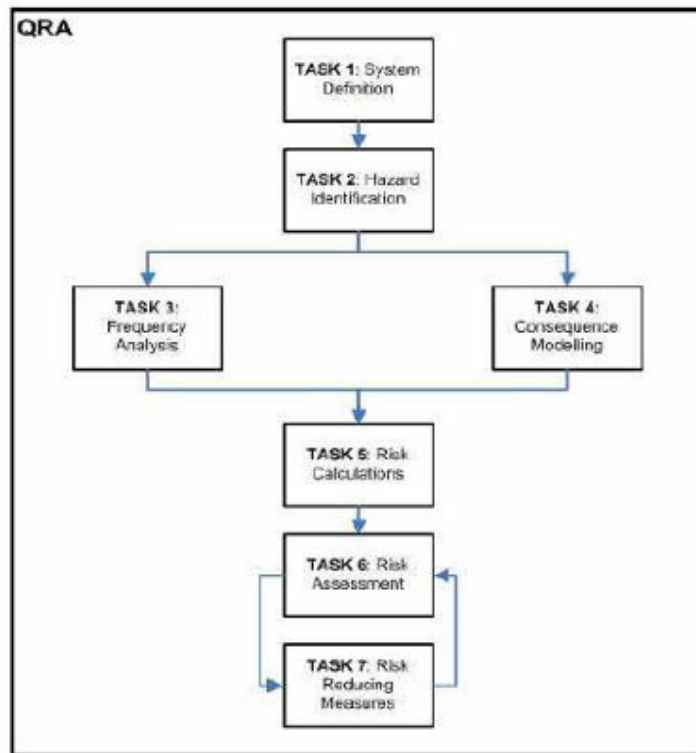 QRA
TASK 1: System
Definition
TASK 2: Hazard
Identification
TASK 3:
Frequency
Analysis
TASK 4:
Consequence
Modelling
TASK 5: Risk
Calculations
TASK 6: Risk
Assessment
TASK 7: Risk
Reducing
Measures